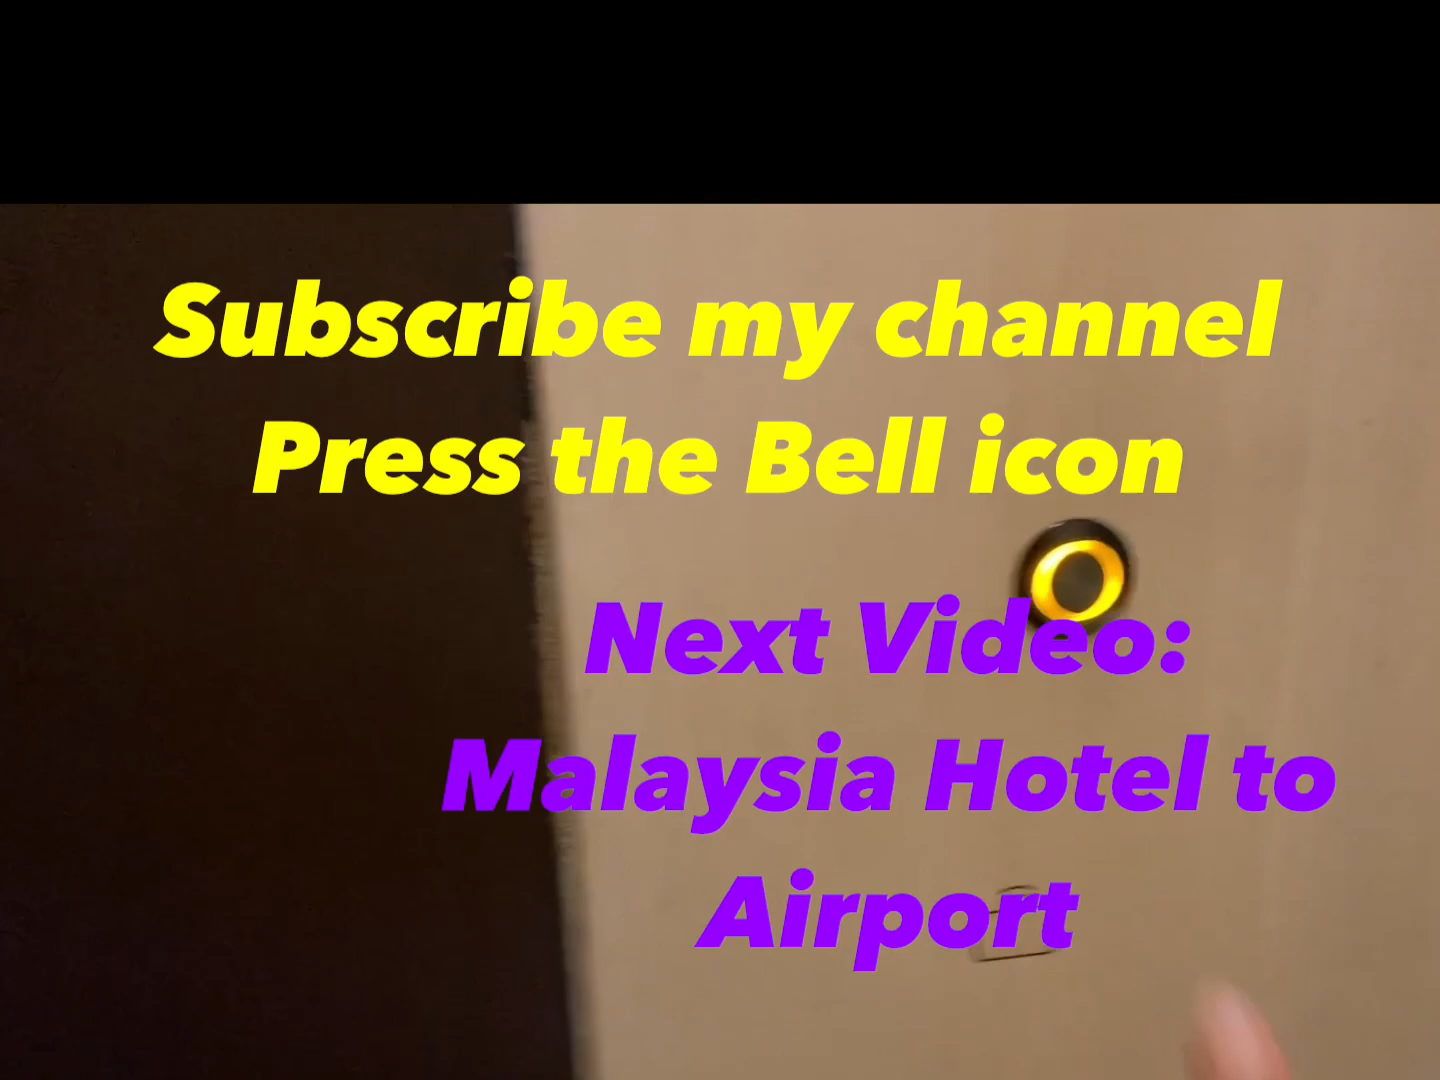 Subscribe my channel
Press the Bell icon
Next Video:
Malaysia Hotel to
Airport